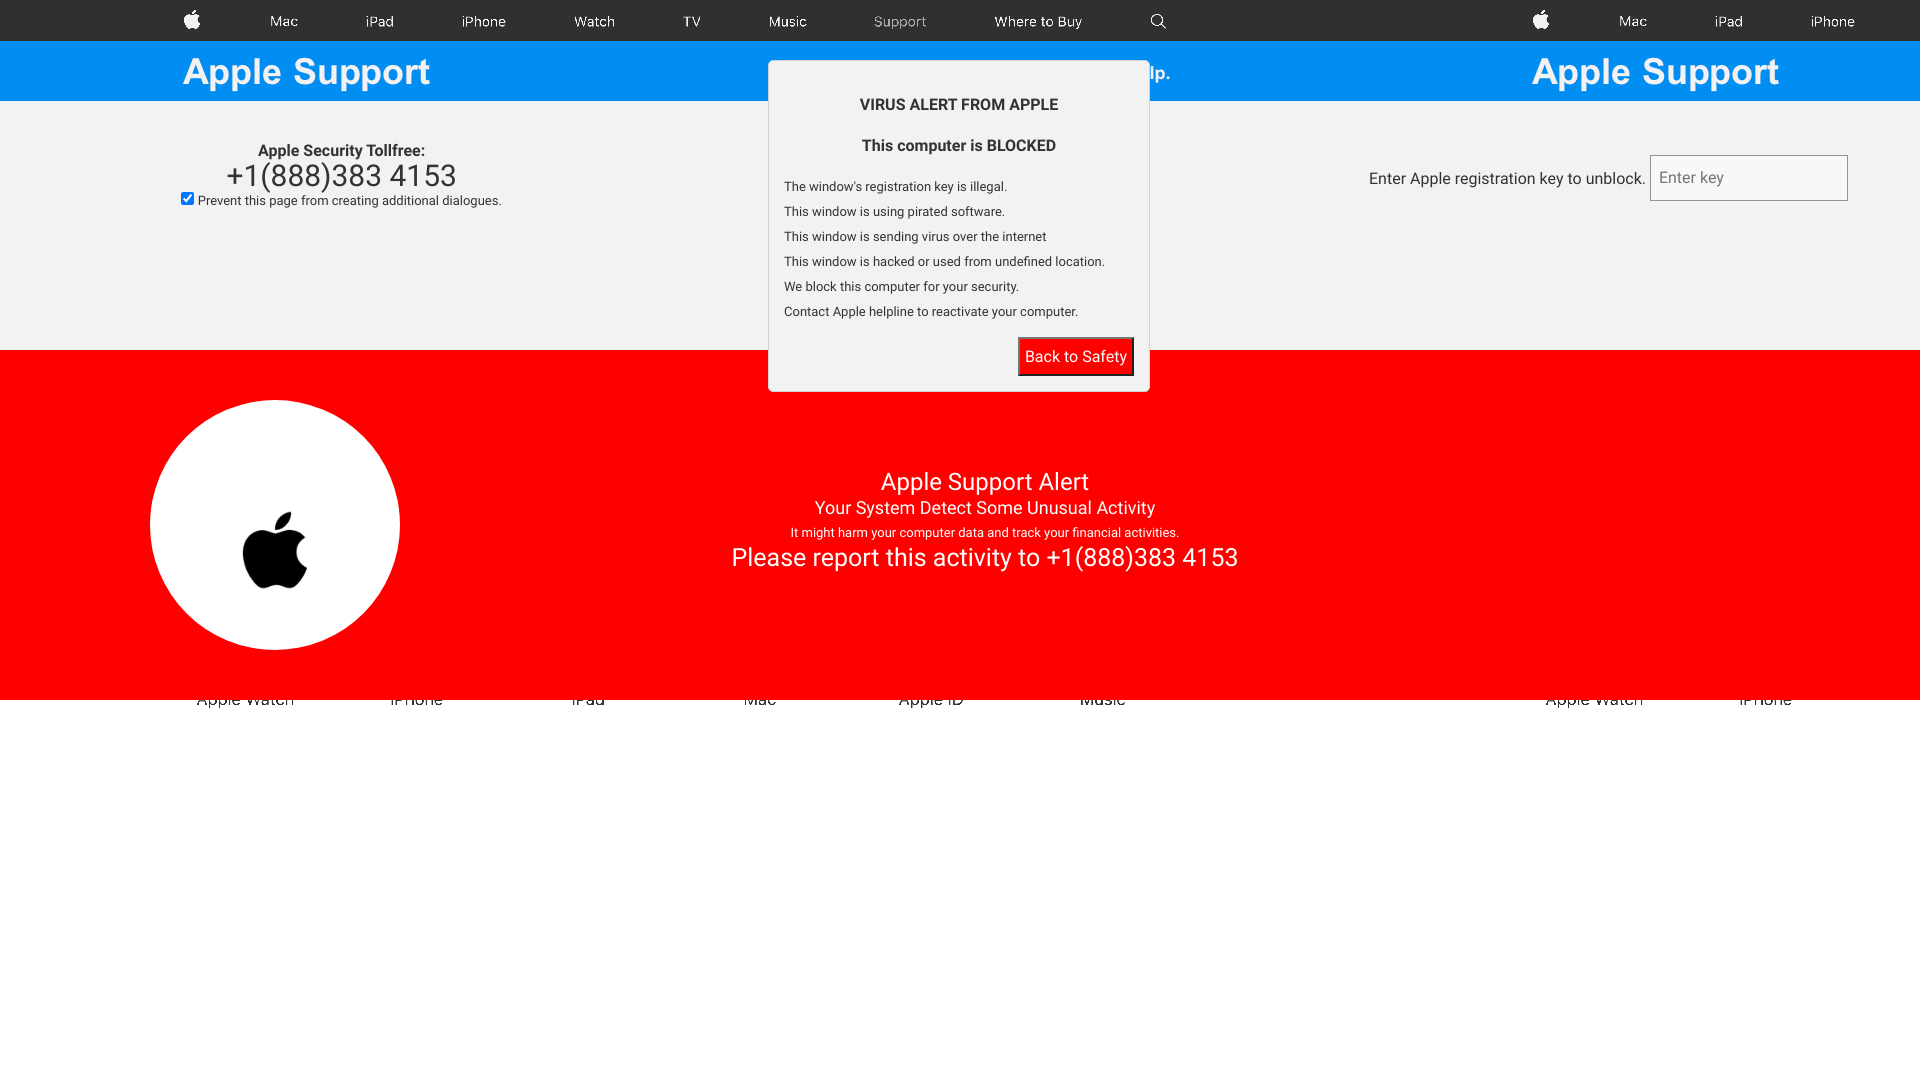 Mac iPad iPhone Watch TV Music Support Where to Buy Mac iPad iPhone
Apple Support lp. Apple Support
Apple Security Tollfree:
+1(888)383 4153
Prevent this page from creating additional dialogues.
VIRUS ALERT FROM APPLE
This computer is BLOCKED
The window's registration key is illegal.
This window is using pirated software.
This window is sending virus over the internet
This window is hacked or used from undefined location.
We block this computer for your security.
Contact Apple helpline to reactivate your computer.
Back to Safety
Enter Apple registration key to unblock. Enter key
Apple Support Alert
Your System Detect Some Unusual Activity
It might harm your computer data and track your financial activities.
Please report this activity to +1(888)383 4153
Apple Watch iPhone iPad Mac Apple ID Music Apple Watch iPhone